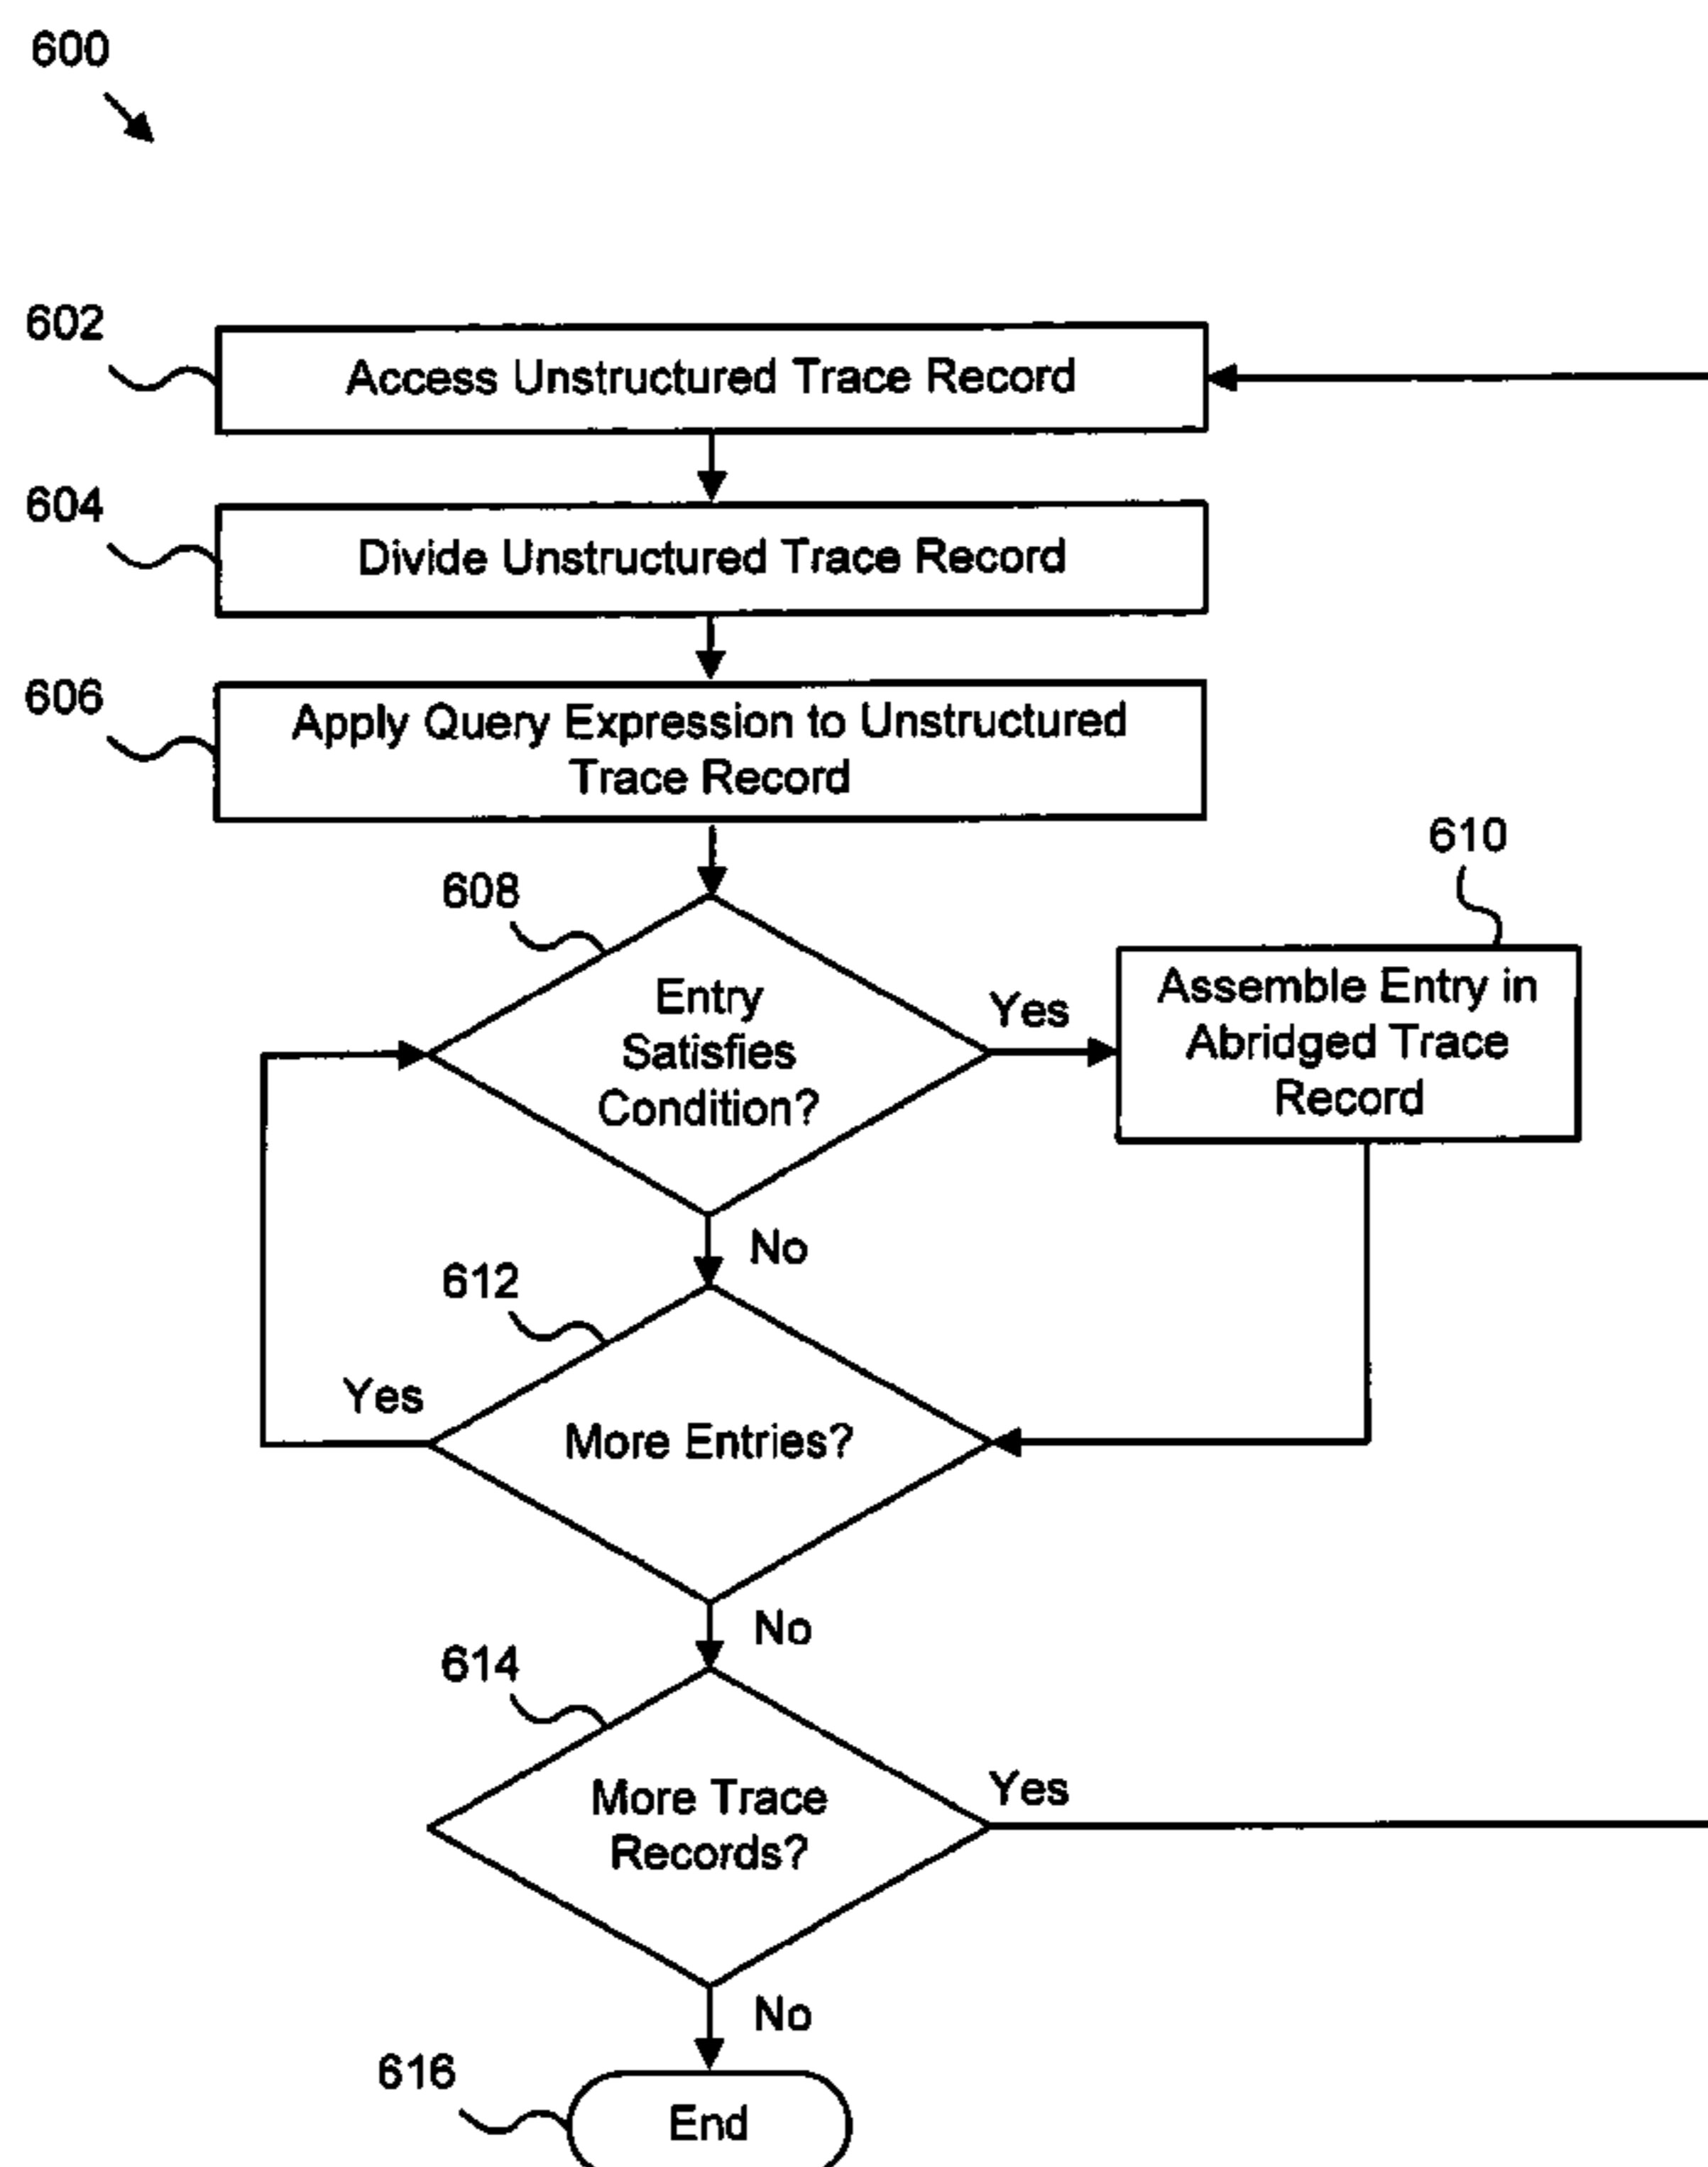 600
602
Access Unstructured Trace Record
604
Divide Unstructured Trace Record
606
Apply Query Expression to Unstructured
Trace Record
608
610
Entry
Satisfies
Condition?
Yes
Assemble Entry in
Abridged Trace
Record
No
612
Yes
More Entries?
No
614
More Trace
Records?
Yes
No
616
End